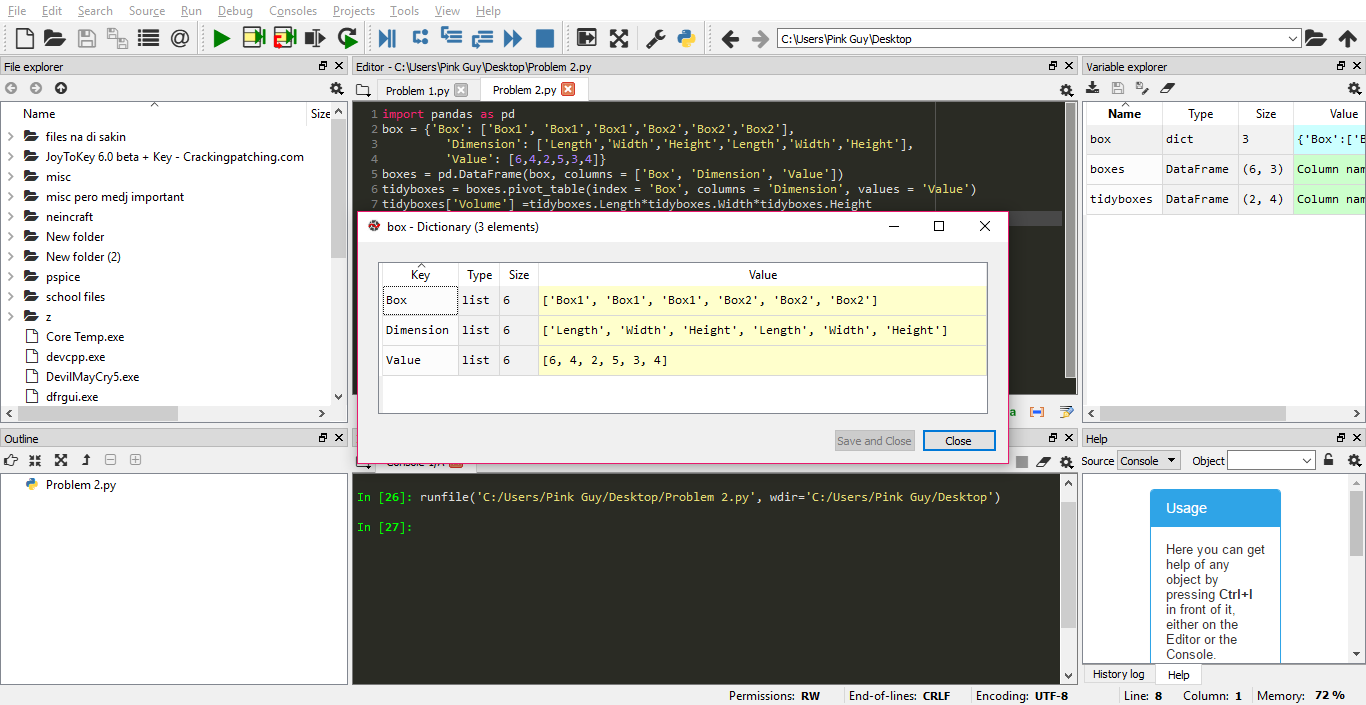 File Edit Search Source Run Debug Consoles Projects Tools View Help
C:\Users\Pink Guy\Desktop
File explorer
Name Size
files na di sakin
JoyToKey 6.0 beta + Key - Crackingpatching.com
misc
misc pero medj important
neincraft
New folder
New folder (2)
pspice
school files
z
Core Temp.exe
devcpp.exe
DevilMayCry5.exe
dfrgui.exe
Outline
Problem 2.py
Editor - C:\Users\Pink Guy\Desktop\Problem 2.py
Problem 1.py Problem 2.py
1 import pandas as pd
2 box = {'Box': ['Box1', 'Box1','Box1','Box2','Box2','Box2'],
3 'Dimension': ['Length','Width','Height','Length','Width','Height'],
4 'Value': [6,4,2,5,3,4]}
5 boxes = pd.DataFrame(box, columns = ['Box', 'Dimension', 'Value'])
6 tidyboxes = boxes.pivot_table(index = 'Box', columns = 'Dimension', values = 'Value')
7 tidyboxes['Volume'] =tidyboxes.Length*tidyboxes.Width*tidyboxes.Height
box - Dictionary (3 elements)
Key Type Size Value
Box list 6 ['Box1', 'Box1', 'Box1', 'Box2', 'Box2', 'Box2']
Dimension list 6 ['Length', 'Width', 'Height', 'Length', 'Width', 'Height']
Value list 6 [6, 4, 2, 5, 3, 4]
Save and Close Close
In [26]: runfile('C:/Users/Pink Guy/Desktop/Problem 2.py', wdir='C:/Users/Pink Guy/Desktop')
In [27]:
Variable explorer
Name Type Size Value
box dict 3 {'Box':['B
boxes DataFrame (6, 3) Column nam
tidyboxes DataFrame (2, 4) Column nam
Help
Source Console Object
Usage
Here you can get
help of any
object by
pressing Ctrl+I
in front of it,
either on the
Editor or the
Console.
History log Help
Permissions: RW End-of-lines: CRLF Encoding: UTF-8 Line: 8 Column: 1 Memory: 72 %